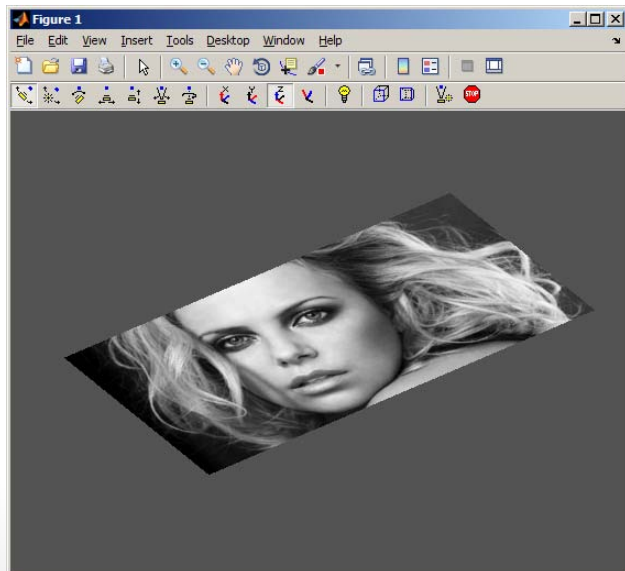 Figure 1
File Edit View Insert Tools Desktop Window Help
X Y Z V
STOP